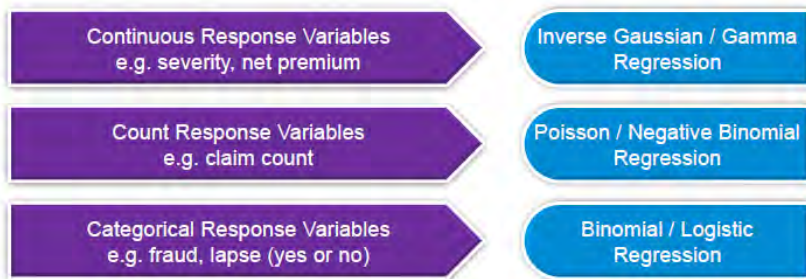 Continuous Response Variables
e.g. severity, net premium
Inverse Gaussian / Gamma
Regression
Count Response Variables
e.g. claim count
Poisson / Negative Binomial
Regression
Categorical Response Variables
e.g. fraud, lapse (yes or no)
Binomial / Logistic
Regression